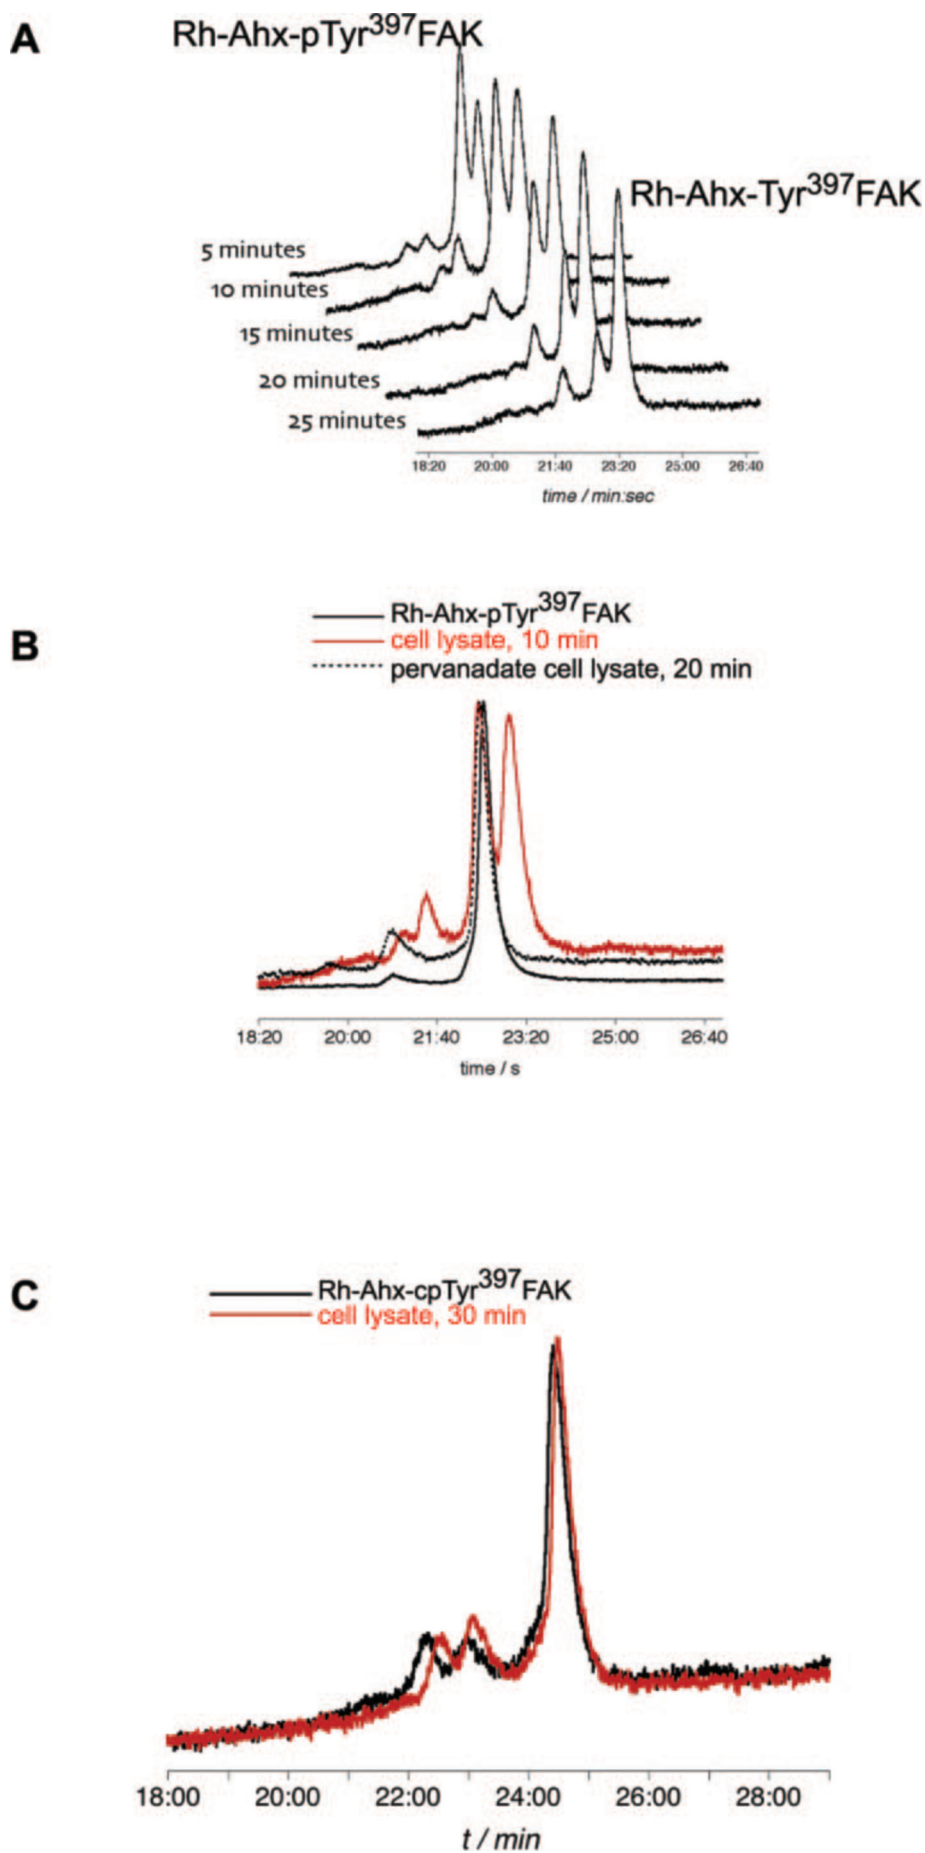 A
Rh-Ahx-pTyr397FAK
Rh-Ahx-Tyr397FAK
5 minutes
10 minutes
15 minutes
20 minutes
25 minutes
18:20 20:00 21:40 23:20 25:00 26:40
time / min:sec
B
Rh-Ahx-pTyr397FAK
cell lysate, 10 min
pervanadate cell lysate, 20 min
18:20 20:00 21:40 23:20 25:00 26:40
time / s
C
Rh-Ahx-cpTyr397FAK
cell lysate, 30 min
18:00 20:00 22:00 24:00 26:00 28:00
t / min